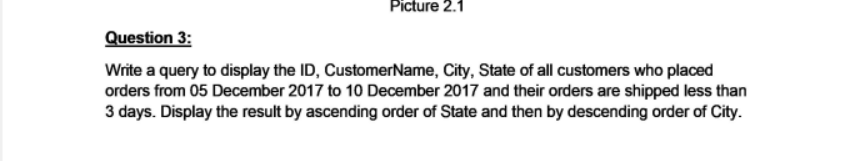 Picture 2.1
Question 3:
Write a query to display the ID, CustomerName, City, State of all customers who placed
orders from 05 December 2017 to 10 December 2017 and their orders are shipped less than
3 days. Display the result by ascending order of State and then by descending order of City.